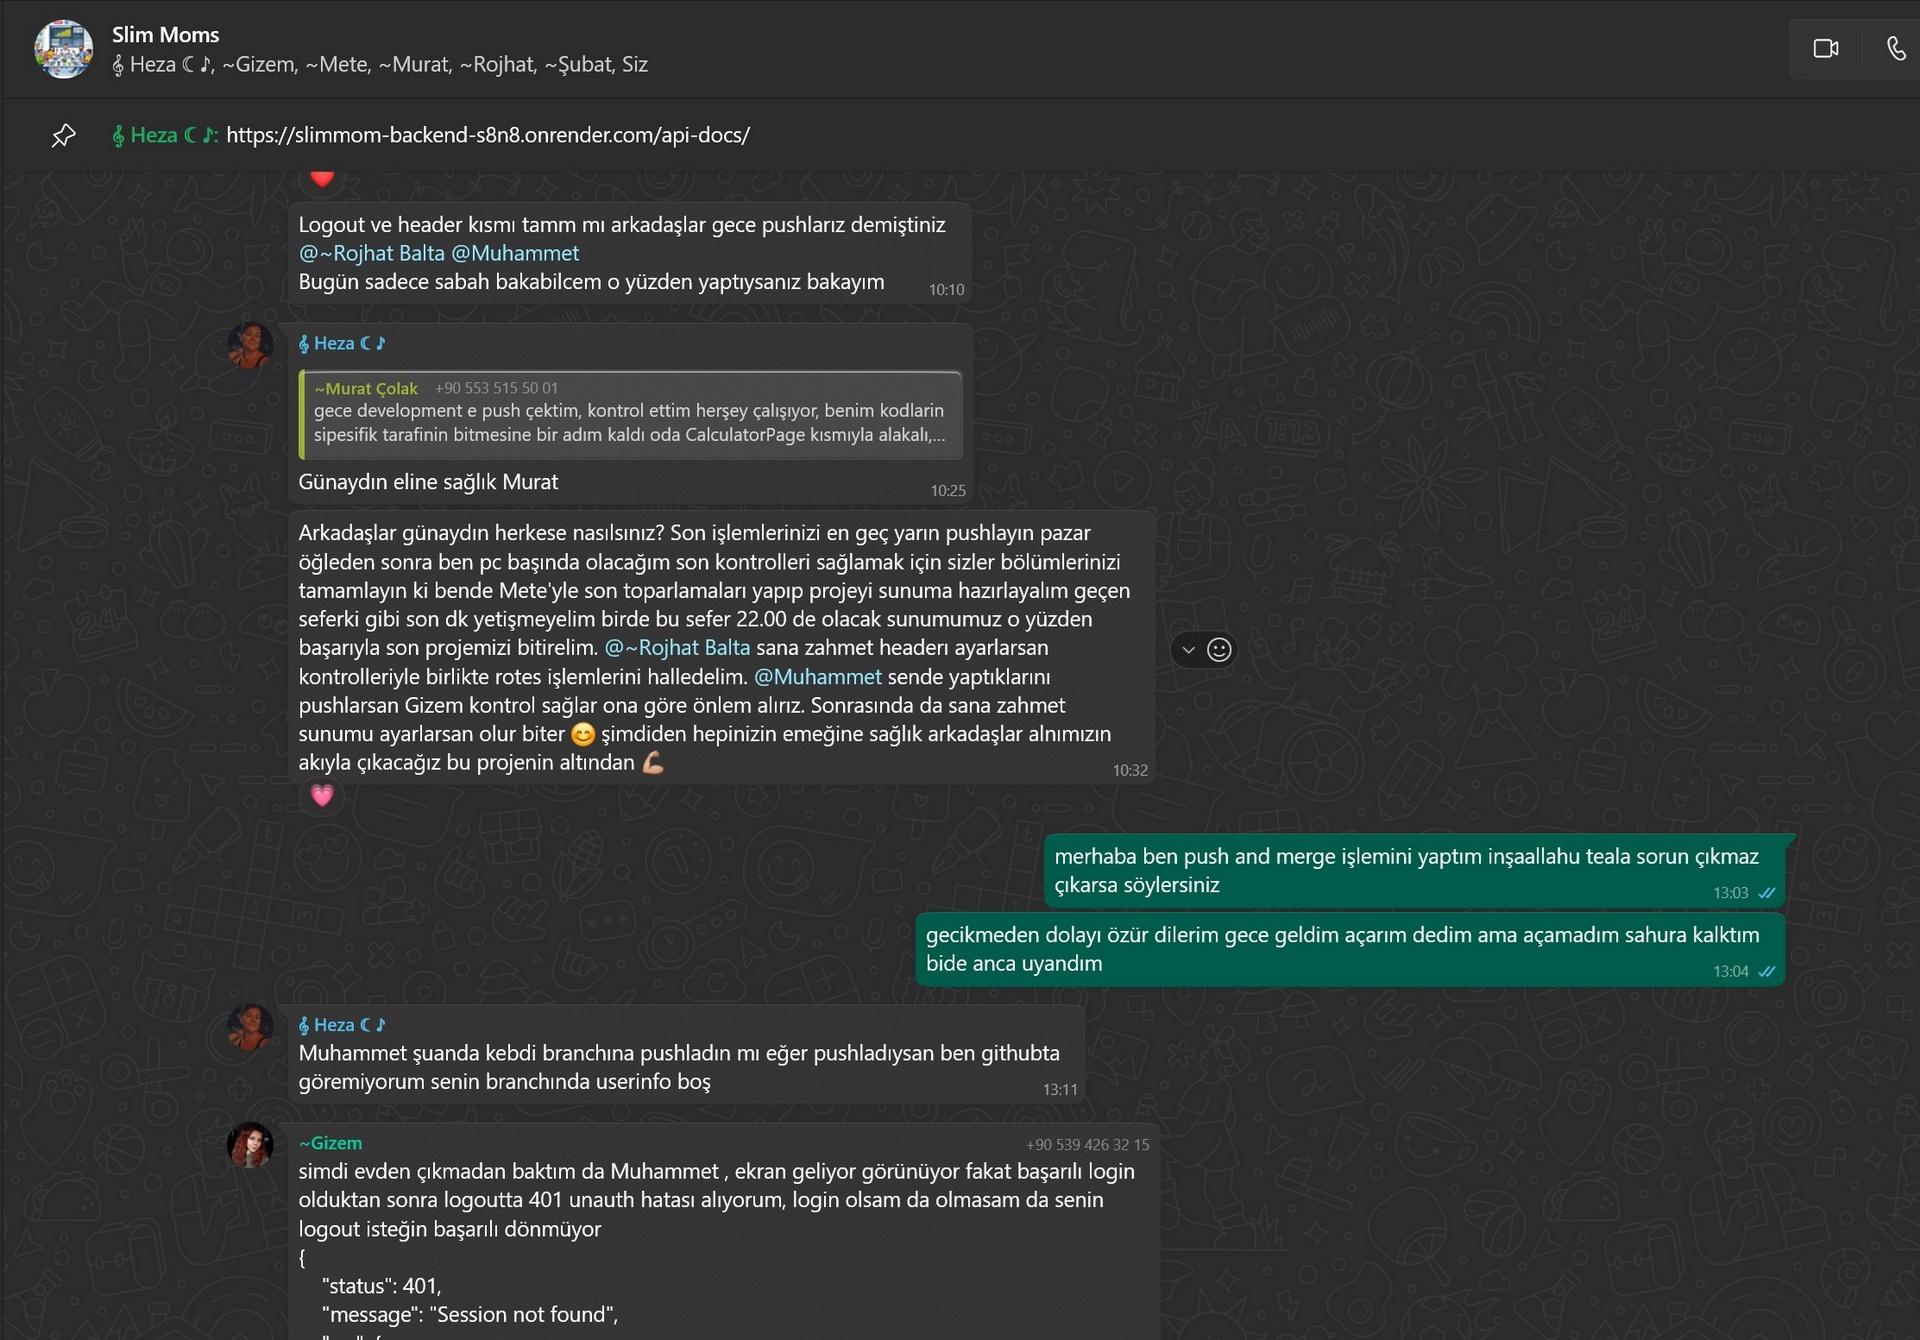 Slim Moms
𝄞 Heza ☾ ♪, ~Gizem, ~Mete, ~Murat, ~Rojhat, ~Şubat, Siz
𝄞 Heza ☾ ♪: https://slimmom-backend-s8n8.onrender.com/api-docs/
Logout ve header kısmı tamm mı arkadaşlar gece pushlarız demiştiniz
@~Rojhat Balta @Muhammet
Bugün sadece sabah bakabilcem o yüzden yaptıysanız bakayım
10:10
𝄞 Heza ☾ ♪
~Murat Çolak +90 553 515 50 01
gece development e push çektim, kontrol ettim herşey çalışıyor, benim kodlarin
sipesifik tarafinin bitmesine bir adım kaldı oda CalculatorPage kısmıyla alakalı,...
Günaydın eline sağlık Murat
10:25
Arkadaşlar günaydın herkese nasılsınız? Son işlemlerinizi en geç yarın pushlayın pazar
öğleden sonra ben pc başında olacağım son kontrolleri sağlamak için sizler bölümlerinizi
tamamlayın ki bende Mete'yle son toparlamaları yapıp projeyi sunuma hazırlayalım geçen
seferki gibi son dk yetişmeyelim birde bu sefer 22.00 de olacak sunumumuz o yüzden
başarıyla son projemizi bitirelim. @~Rojhat Balta sana zahmet headerı ayarlarsan
kontrolleriyle birlikte rotes işlemlerini halledelim. @Muhammet sende yaptıklarını
pushlarsan Gizem kontrol sağlar ona göre önlem alırız. Sonrasında da sana zahmet
sunumu ayarlarsan olur biter 😊 şimdiden hepinizin emeğine sağlık arkadaşlar alnımızın
akıyla çıkacağız bu projenin altından 💪🏼
10:32
merhaba ben push and merge işlemini yaptım inşaallahu teala sorun çıkmaz
çıkarsa söylersiniz
13:03
gecikmeden dolayı özür dilerim gece geldim açarım dedim ama açamadım sahura kalktım
bide anca uyandım
13:04
𝄞 Heza ☾ ♪
Muhammet şuanda kebdi branchına pushladın mı eğer pushladıysan ben githubta
göremiyorum senin branchında userinfo boş
13:11
~Gizem +90 539 426 32 15
simdi evden çıkmadan baktım da Muhammet , ekran geliyor görünüyor fakat başarılı login
olduktan sonra logoutta 401 unauth hatası alıyorum, login olsam da olmasam da senin
logout isteğin başarılı dönmüyor
{
"status": 401,
"message": "Session not found",